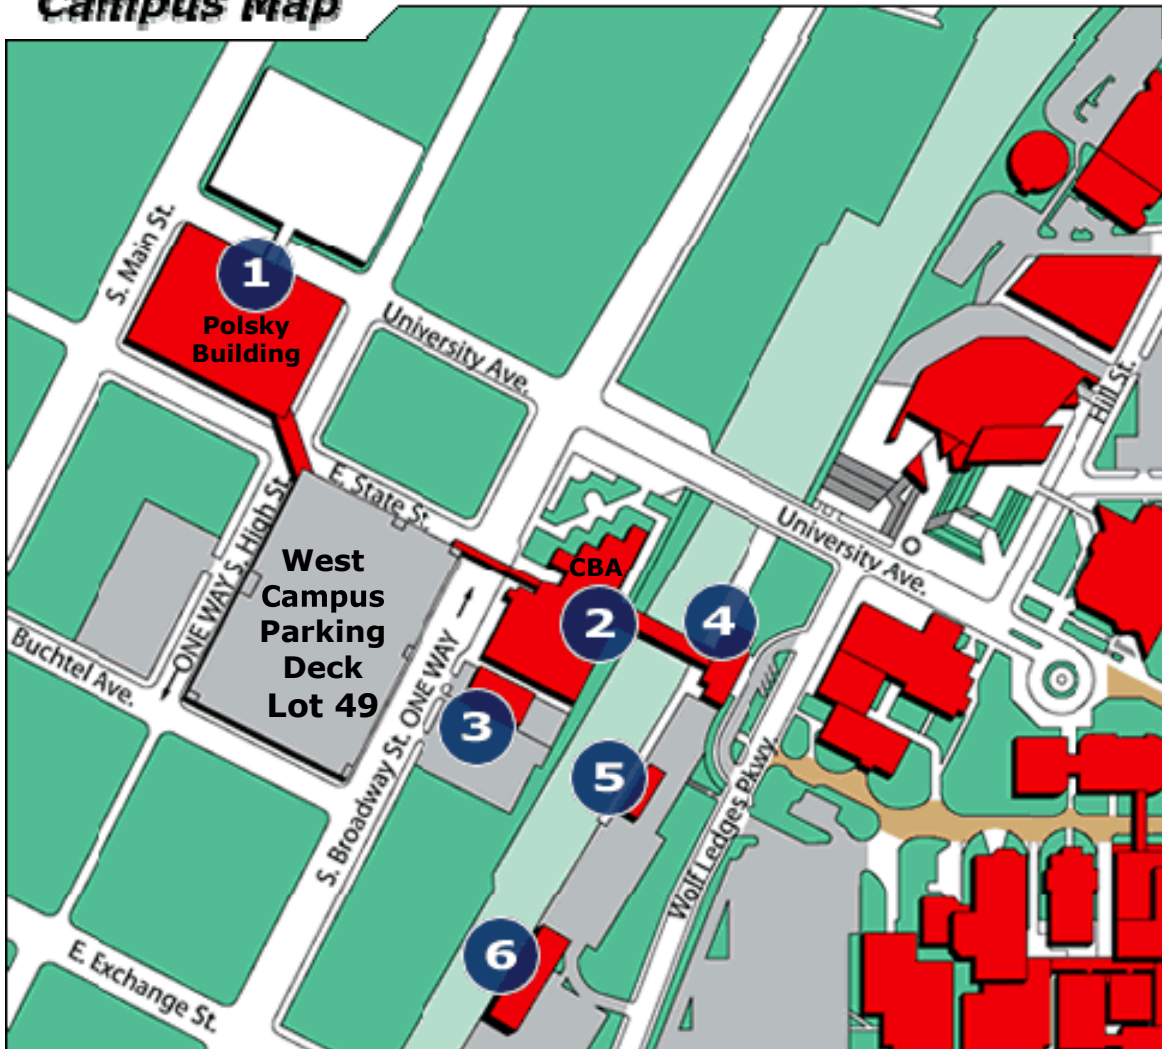 Campus Map
S. Main St.
1
Polsky
Building
University Ave.
Hill St.
E. State St.
ONE WAY S. High St.
West
Campus
Parking
Deck
Lot 49
CBA
2
4
University Ave.
Buchtel Ave.
S. Broadway St. ONE WAY
3
5
Wolf Ledges Pkwy.
6
E. Exchange St.